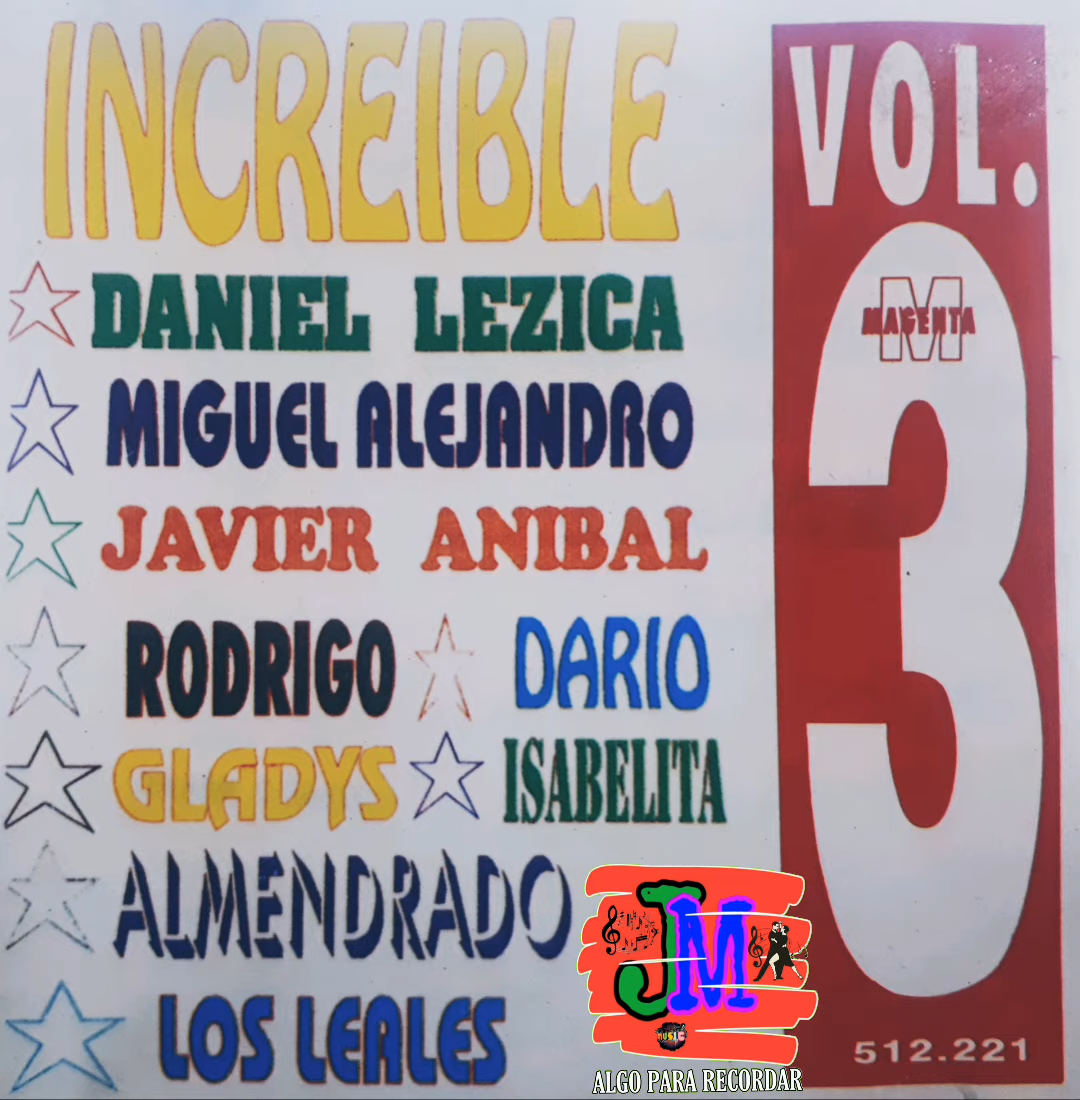 INCREIBLE
VOL.
3
MAGENTA
M
DANIEL LEZICA
MIGUEL ALEJANDRO
JAVIER ANIBAL
RODRIGO DARIO
GLADYS ISABELITA
ALMENDRADO
LOS LEALES
512.221
JM
MUSIC
ALGO PARA RECORDAR